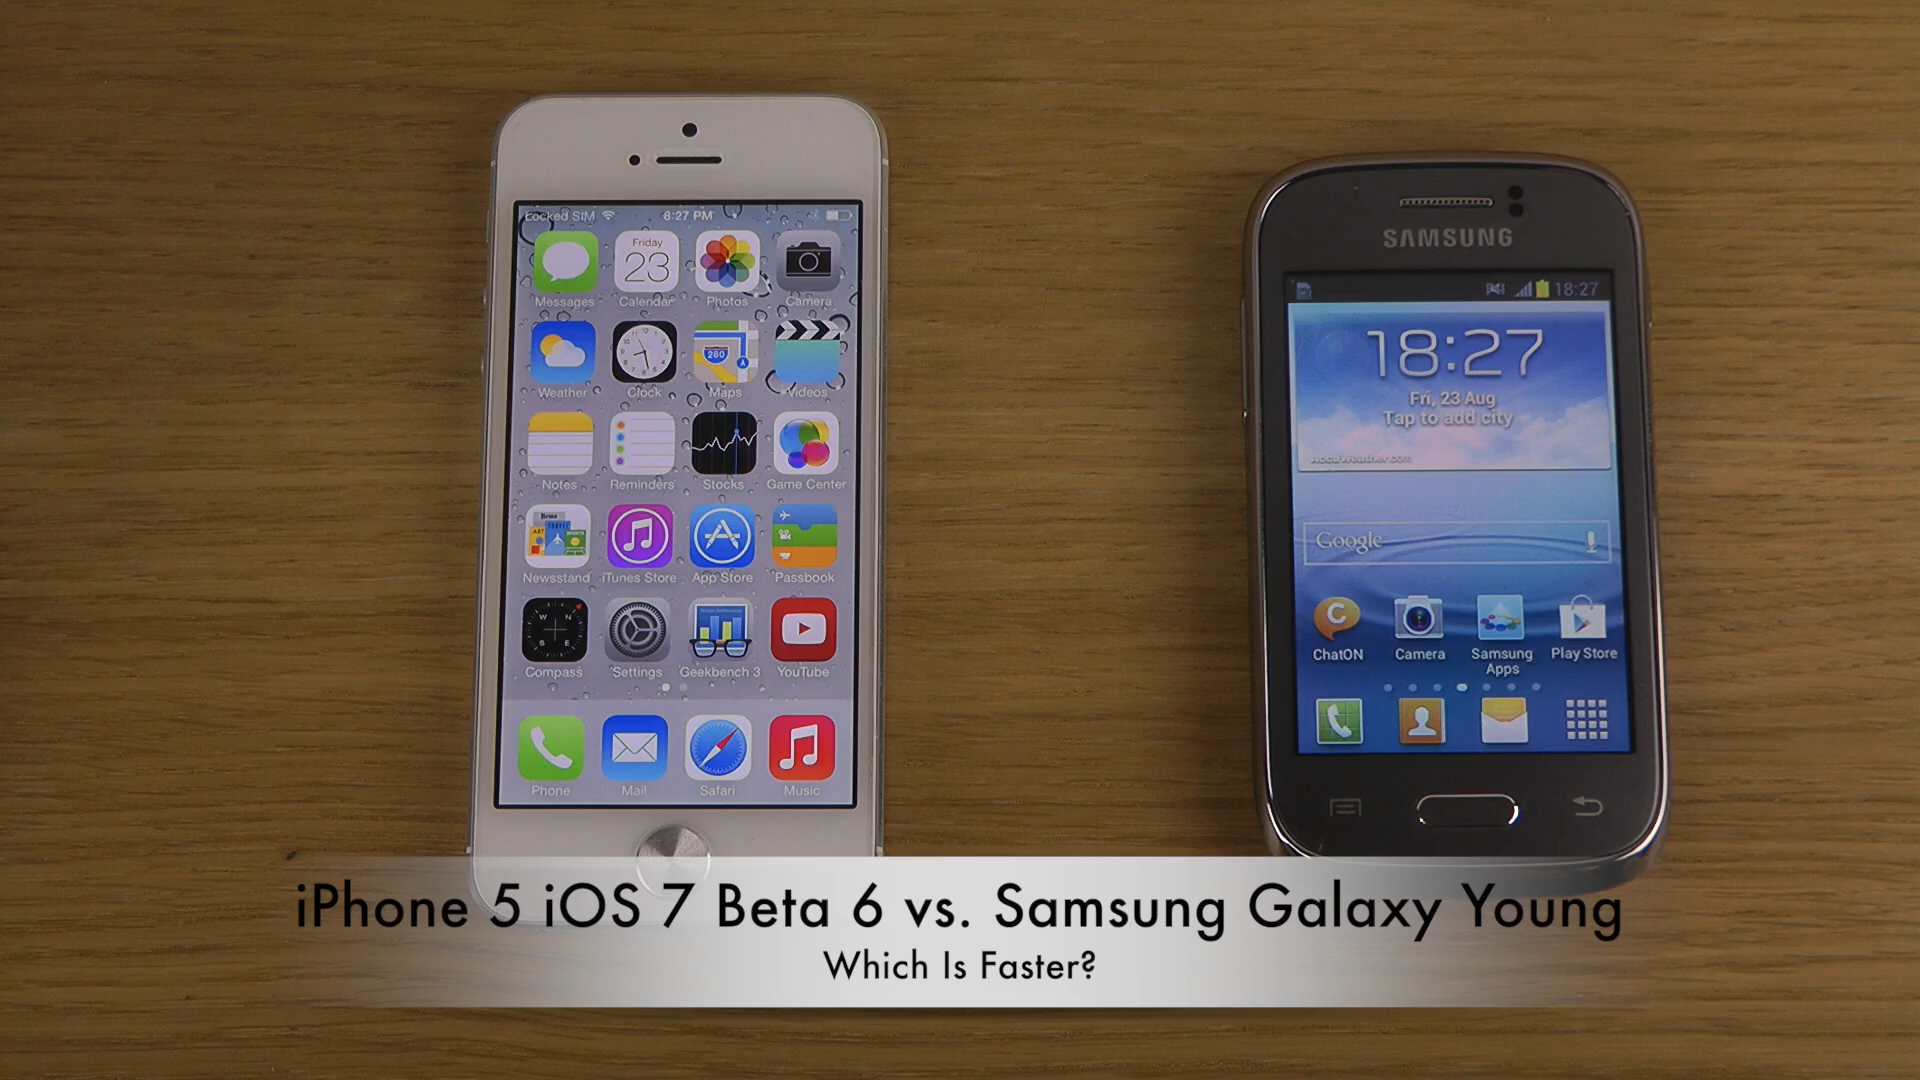 Locked SIM 8:27 PM
Friday
23
Messages Calendar Photos Camera
280
Weather Clock Maps Videos
Notes Reminders Stocks Game Center
Newsstand iTunes Store App Store Passbook
W N
S E
Compass Settings Geekbench 3 YouTube
Phone Mail Safari Music
SAMSUNG
18:27
18:27
Fri, 23 Aug
Tap to add city
AccuWeather.com
Google
ChatON Camera Samsung Apps Play Store
iPhone 5 iOS 7 Beta 6 vs. Samsung Galaxy Young
Which Is Faster?